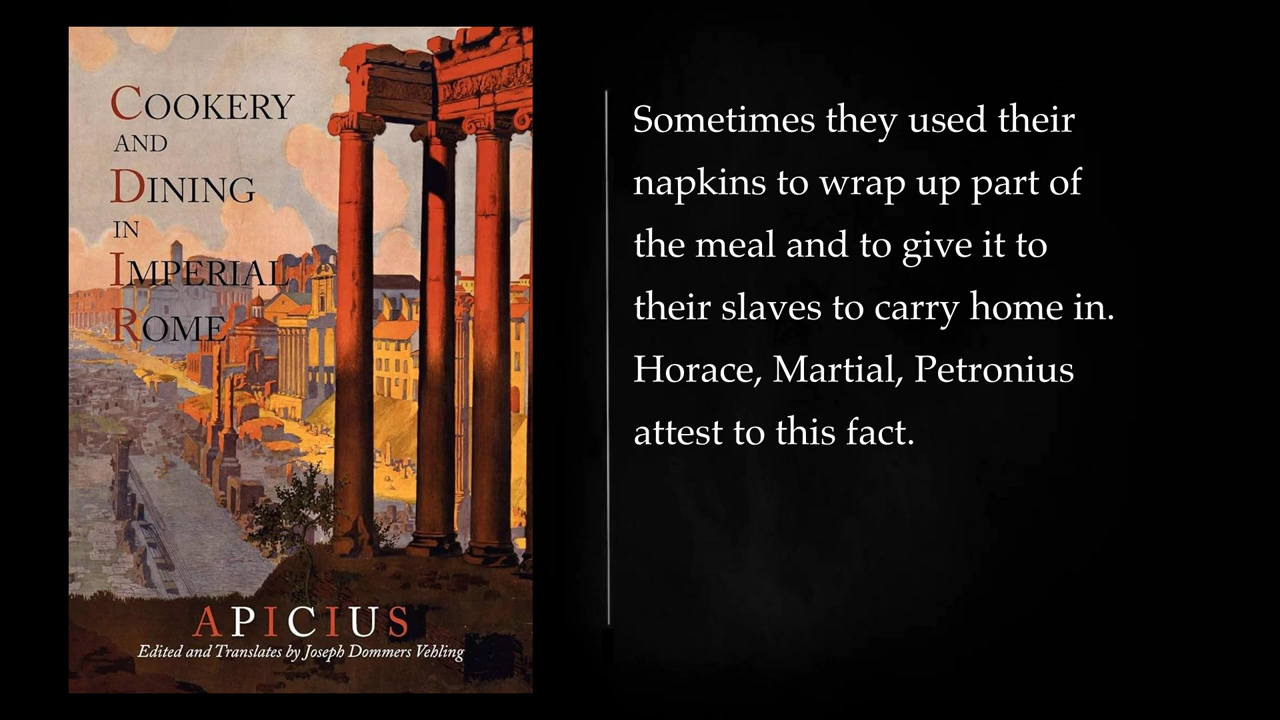 COOKERY
AND
DINING
IN
IMPERIAL
ROME
APICIUS
Edited and Translates by Joseph Dommers Vehling
Sometimes they used their
napkins to wrap up part of
the meal and to give it to
their slaves to carry home in.
Horace, Martial, Petronius
attest to this fact.